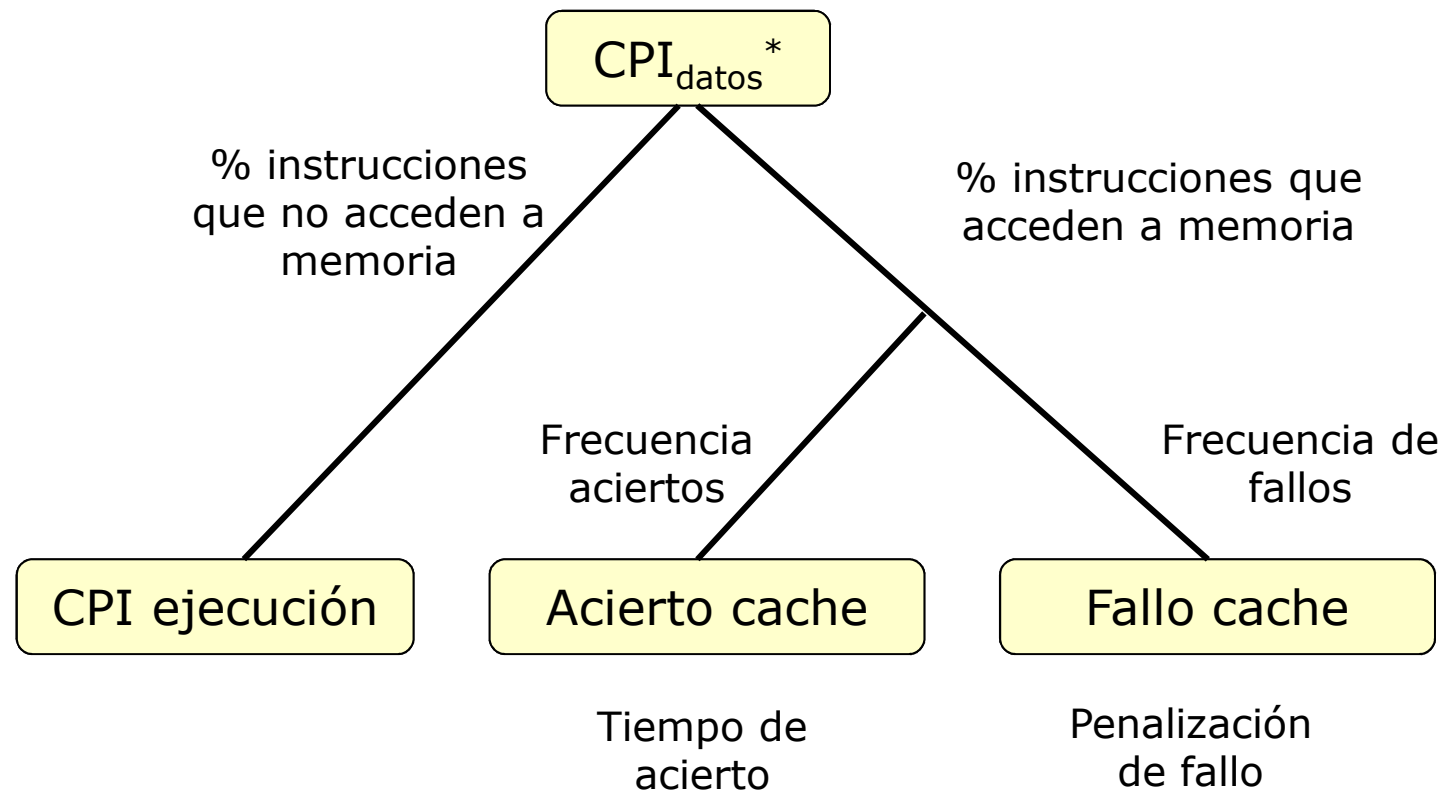 CPIdatos*
% instrucciones
que no acceden a
memoria
% instrucciones que
acceden a memoria
Frecuencia
aciertos
Frecuencia de
fallos
CPI ejecución
Acierto cache
Fallo cache
Tiempo de
acierto
Penalización
de fallo